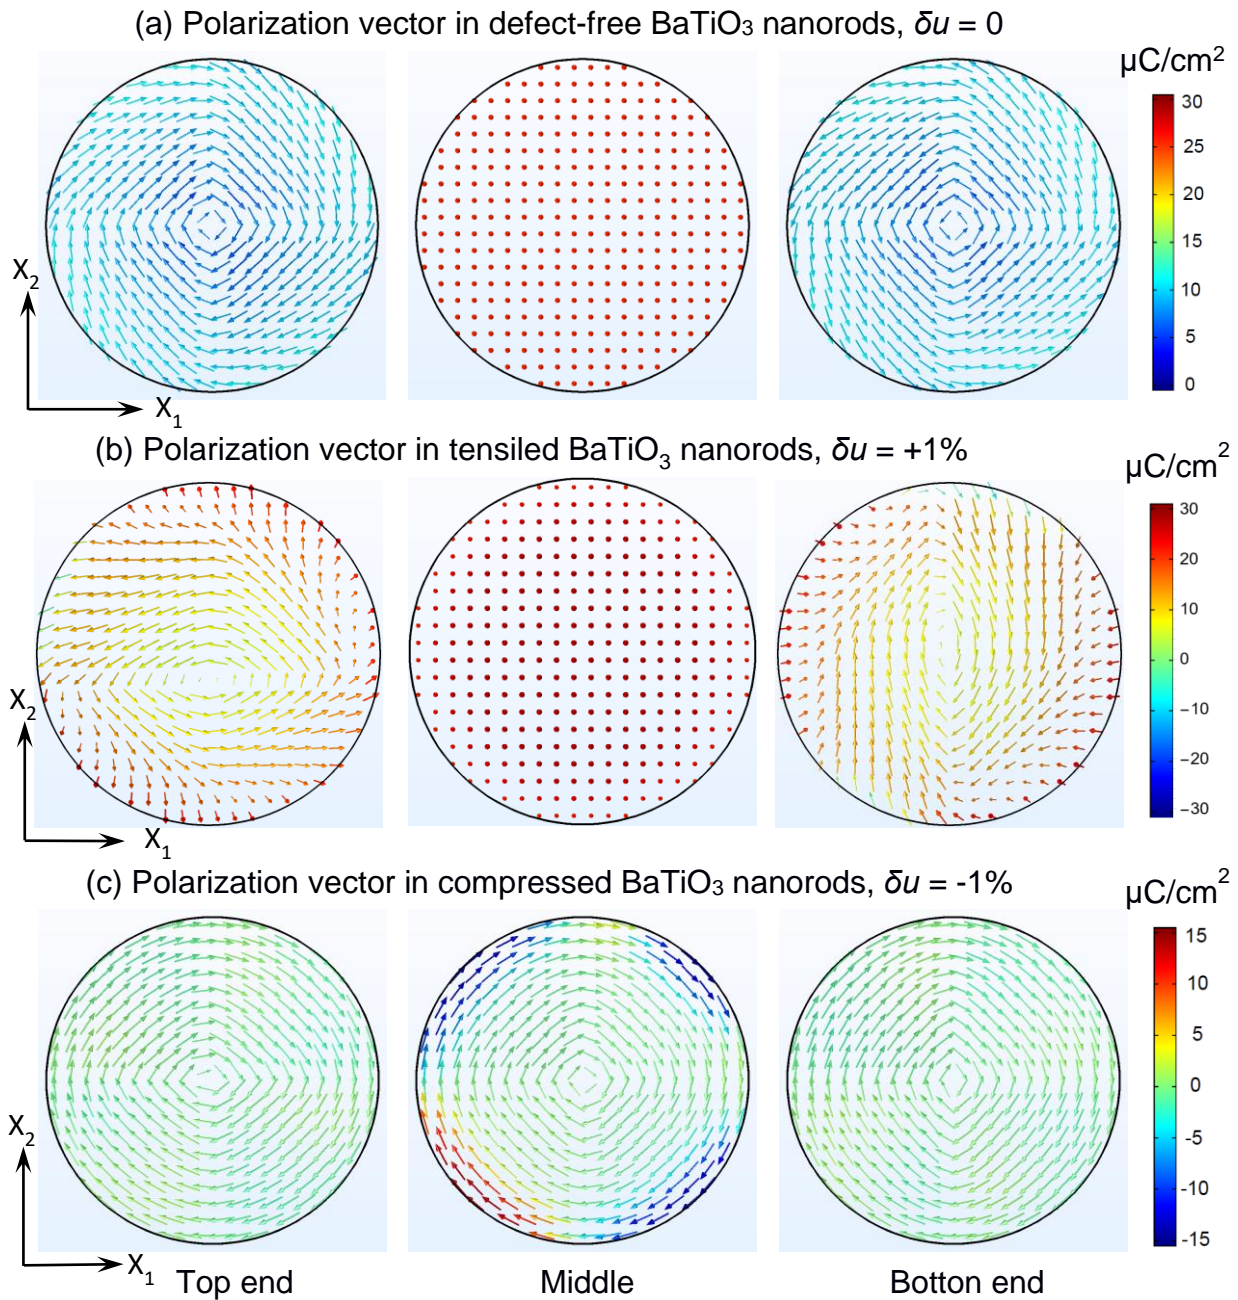 (a) Polarization vector in defect-free BaTiO₃ nanorods, δu = 0
μC/cm²
30
25
20
15
10
5
0
X₂
X₁
(b) Polarization vector in tensiled BaTiO₃ nanorods, δu = +1%
μC/cm²
30
20
10
0
−10
−20
−30
X₂
X₁
(c) Polarization vector in compressed BaTiO₃ nanorods, δu = -1%
μC/cm²
15
10
5
0
-5
-10
-15
X₂
X₁
Top end
Middle
Botton end